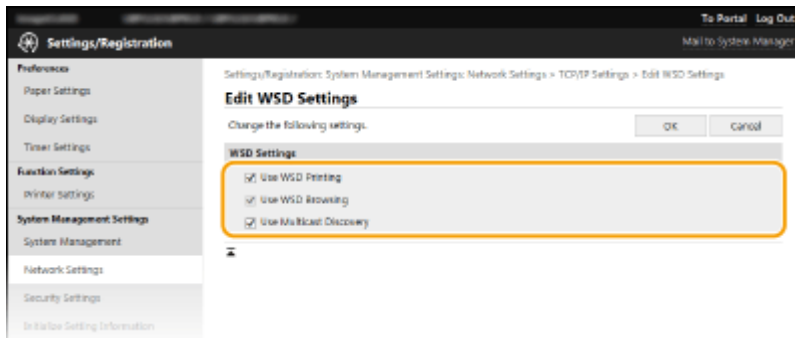 To Portal Log Out
Settings/Registration
Mail to System Manager
Preferences
Paper Settings
Display Settings
Timer Settings
Function Settings
Printer Settings
System Management Settings
System Management
Network Settings
Security Settings
Initialize Setting Information
Settings/Registration: System Management Settings: Network Settings > TCP/IP Settings > Edit WSD Settings
Edit WSD Settings
Change the following settings.
OK Cancel
WSD Settings
Use WSD Printing
Use WSD Browsing
Use Multicast Discovery